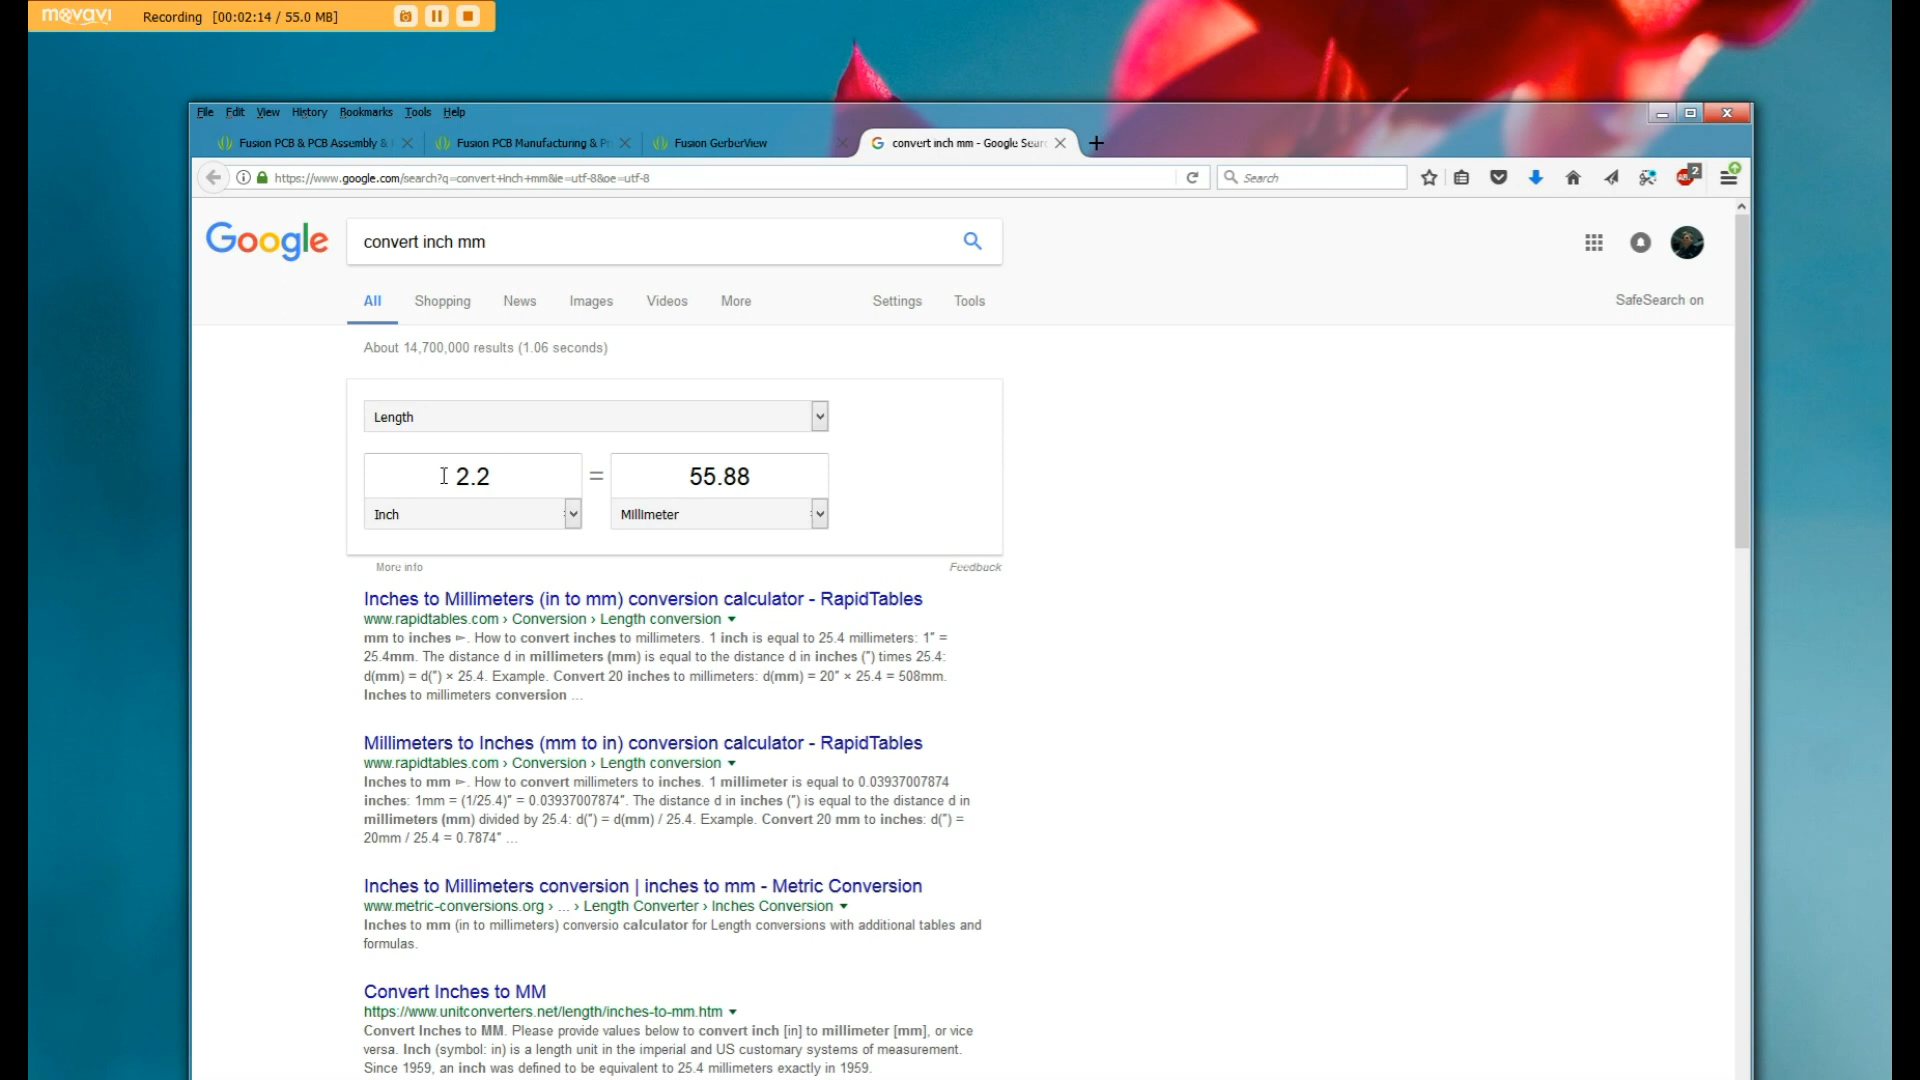 movavi Recording [00:02:14 / 55.0 MB]
File Edit View History Bookmarks Tools Help
Fusion PCB & PCB Assembly & Fusion PCB Manufacturing & Pr Fusion GerberView convert inch mm - Google Sear
https://www.google.com/search?q=convert+inch+mm&ie=utf-8&oe=utf-8 Search 2
Google convert inch mm
All Shopping News Images Videos More Settings Tools SafeSearch on
About 14,700,000 results (1.06 seconds)
Length
2.2 = 55.88
Inch Millimeter
More info Feedback
Inches to Millimeters (in to mm) conversion calculator - RapidTables
www.rapidtables.com › Conversion › Length conversion
mm to inches ►. How to convert inches to millimeters. 1 inch is equal to 25.4 millimeters: 1″ =
25.4mm. The distance d in millimeters (mm) is equal to the distance d in inches (″) times 25.4:
d(mm) = d(″) × 25.4. Example. Convert 20 inches to millimeters: d(mm) = 20″ × 25.4 = 508mm.
Inches to millimeters conversion ...
Millimeters to Inches (mm to in) conversion calculator - RapidTables
www.rapidtables.com › Conversion › Length conversion
Inches to mm ►. How to convert millimeters to inches. 1 millimeter is equal to 0.03937007874
inches: 1mm = (1/25.4)″ = 0.03937007874″. The distance d in inches (″) is equal to the distance d in
millimeters (mm) divided by 25.4: d(″) = d(mm) / 25.4. Example. Convert 20 mm to inches: d(″) =
20mm / 25.4 = 0.7874″ ...
Inches to Millimeters conversion | inches to mm - Metric Conversion
www.metric-conversions.org › ... › Length Converter › Inches Conversion
Inches to mm (in to millimeters) conversio calculator for Length conversions with additional tables and
formulas.
Convert Inches to MM
https://www.unitconverters.net/length/inches-to-mm.htm
Convert Inches to MM. Please provide values below to convert inch [in] to millimeter [mm], or vice
versa. Inch (symbol: in) is a length unit in the imperial and US customary systems of measurement.
Since 1959, an inch was defined to be equivalent to 25.4 millimeters exactly in 1959.